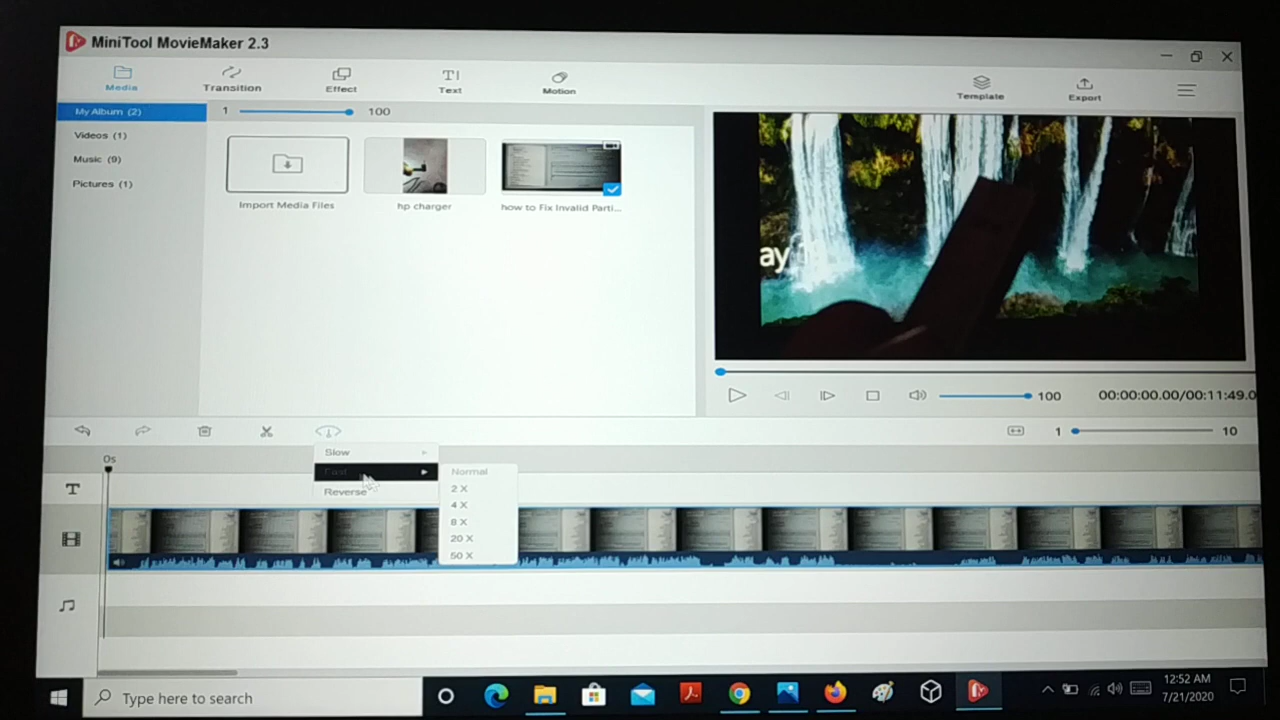 MiniTool MovieMaker 2.3
Media
Transition
Effect
Text
Motion
Template
Export
My Album (2)
1
100
Videos (1)
Music (9)
Pictures (1)
Import Media Files
hp charger
how to Fix Invalid Parti...
ay
100
00:00:00.00/00:11:49.0
1
10
0s
Slow
Fast
Reverse
Normal
2 X
4 X
8 X
20 X
50 X
Type here to search
12:52 AM
7/21/2020